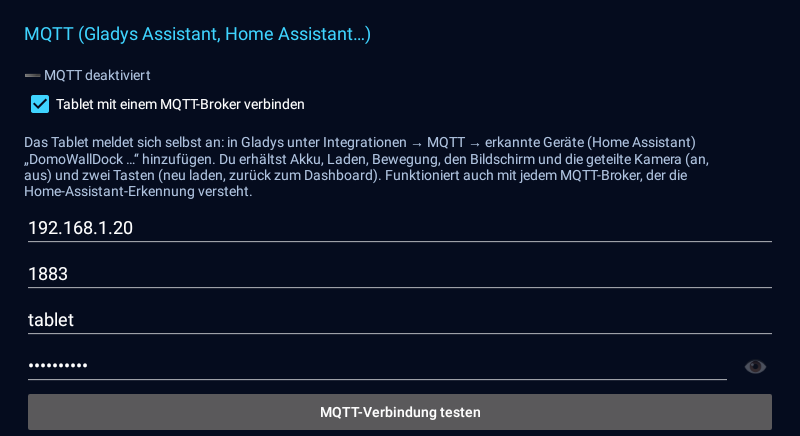 MQTT (Gladys Assistant, Home Assistant…)
MQTT deaktiviert
Tablet mit einem MQTT-Broker verbinden
Das Tablet meldet sich selbst an: in Gladys unter Integrationen → MQTT → erkannte Geräte (Home Assistant)
„DomoWallDock …“ hinzufügen. Du erhältst Akku, Laden, Bewegung, den Bildschirm und die geteilte Kamera (an,
aus) und zwei Tasten (neu laden, zurück zum Dashboard). Funktioniert auch mit jedem MQTT-Broker, der die
Home-Assistant-Erkennung versteht.
192.168.1.20
1883
tablet
••••••••••
MQTT-Verbindung testen